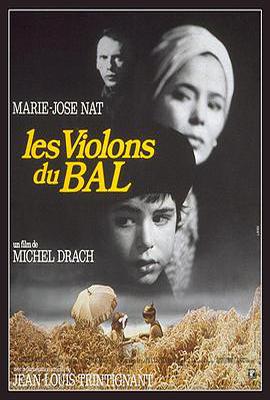 MARIE-JOSE NAT
les Violons
du BAL
un film de
MICHEL DRACH
JEAN-LOUIS TRINTIGNANT